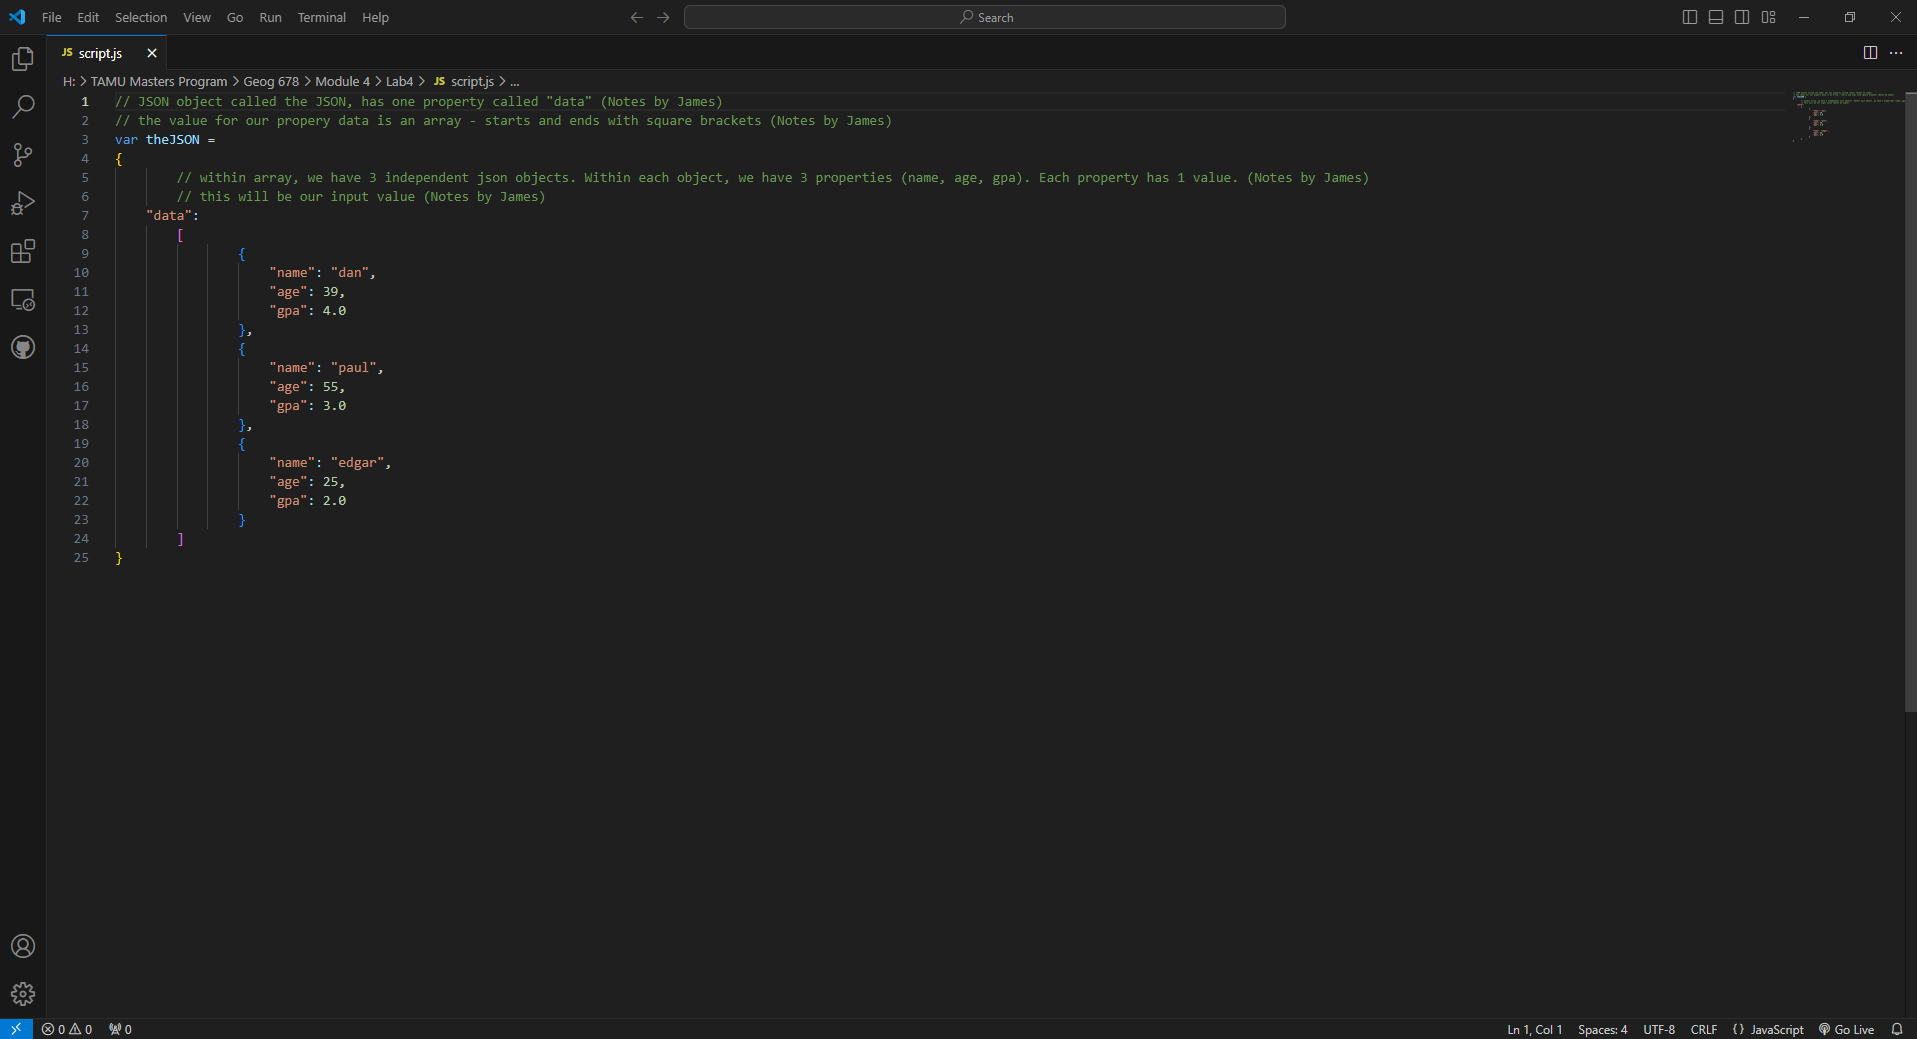 File Edit Selection View Go Run Terminal Help Search
JS script.js
H: > TAMU Masters Program > Geog 678 > Module 4 > Lab4 > JS script.js > ...
1 // JSON object called the JSON, has one property called "data" (Notes by James)
2 // the value for our propery data is an array - starts and ends with square brackets (Notes by James)
3 var theJSON =
4 {
5 // within array, we have 3 independent json objects. Within each object, we have 3 properties (name, age, gpa). Each property has 1 value. (Notes by James)
6 // this will be our input value (Notes by James)
7 "data":
8 [
9 {
10 "name": "dan",
11 "age": 39,
12 "gpa": 4.0
13 },
14 {
15 "name": "paul",
16 "age": 55,
17 "gpa": 3.0
18 },
19 {
20 "name": "edgar",
21 "age": 25,
22 "gpa": 2.0
23 }
24 ]
25 }
0 0 0 Ln 1, Col 1 Spaces: 4 UTF-8 CRLF {} JavaScript Go Live